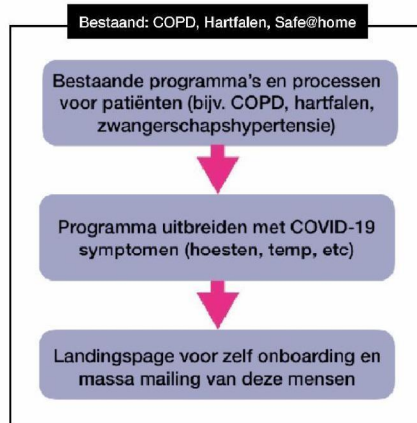 Bestaand: COPD, Hartfalen, Safe@home
Bestaande programma's en processen
voor patiënten (bijv. COPD, hartfalen,
zwangerschapshypertensie)
Programma uitbreiden met COVID-19
symptomen (hoesten, temp, etc)
Landingspage voor zelf onboarding en
massa mailing van deze mensen